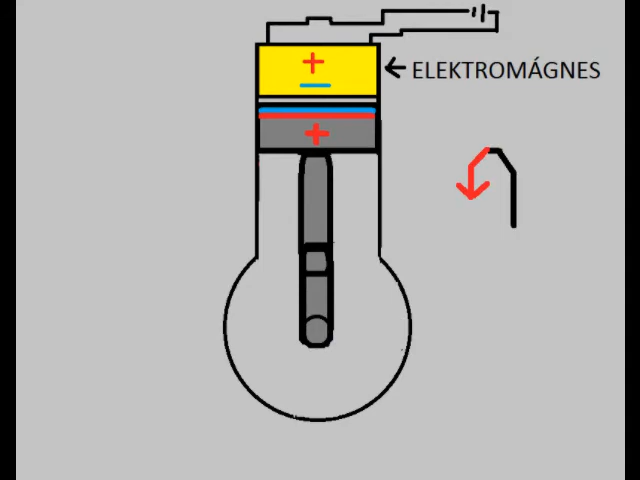 +
—
ELEKTROMÁGNES
+